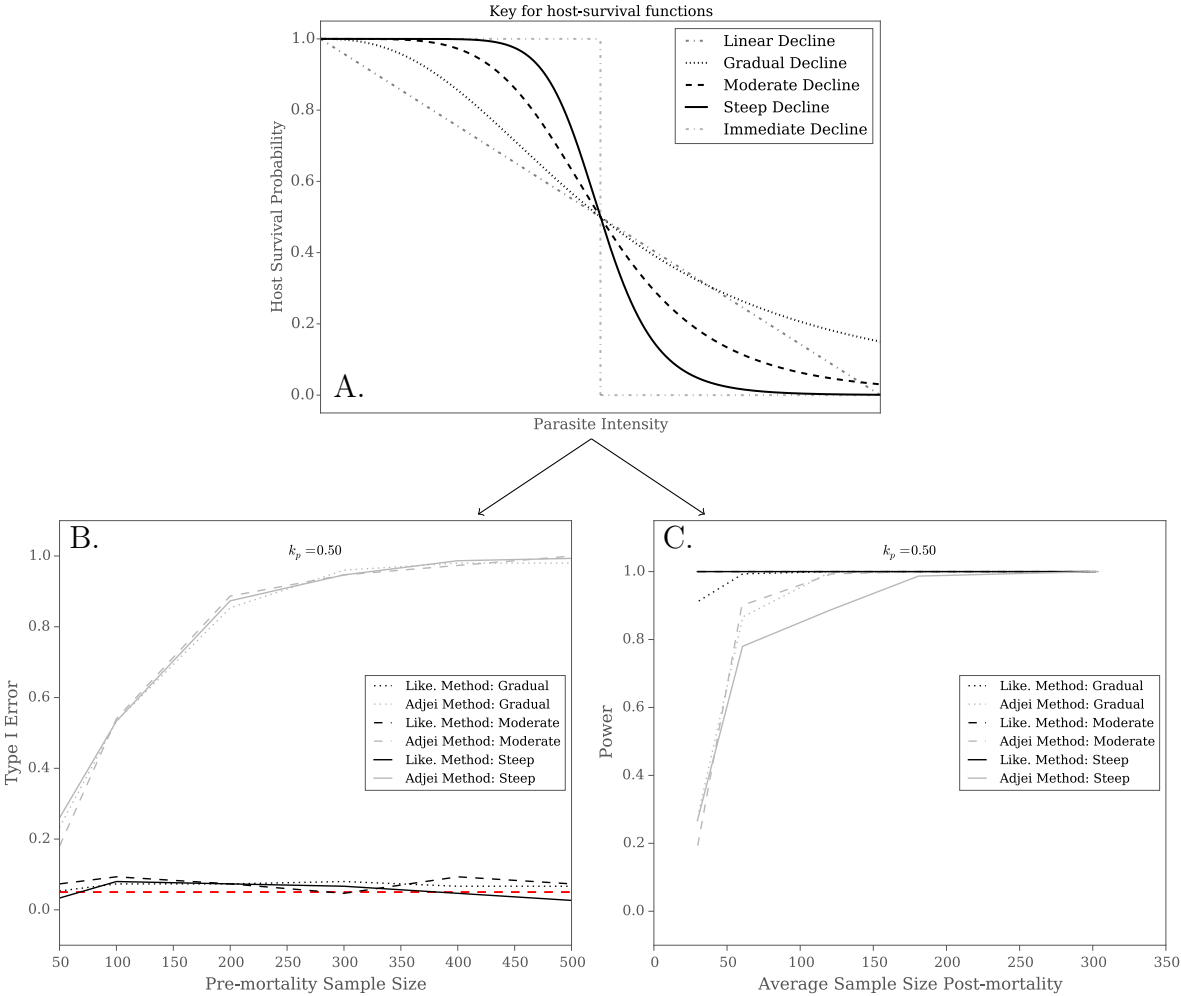 Key for host-survival functions
1.0
0.8
0.6
0.4
0.2
0.0
Host Survival Probability
Linear Decline
Gradual Decline
Moderate Decline
Steep Decline
Immediate Decline
A.
Parasite Intensity
B.
k_p =0.50
1.0
0.8
0.6
0.4
0.2
0.0
Type I Error
Like. Method: Gradual
Adjei Method: Gradual
Like. Method: Moderate
Adjei Method: Moderate
Like. Method: Steep
Adjei Method: Steep
50 100 150 200 250 300 350 400 450 500
Pre-mortality Sample Size
C.
k_p =0.50
1.0
0.8
0.6
0.4
0.2
0.0
Power
Like. Method: Gradual
Adjei Method: Gradual
Like. Method: Moderate
Adjei Method: Moderate
Like. Method: Steep
Adjei Method: Steep
0 50 100 150 200 250 300 350
Average Sample Size Post-mortality